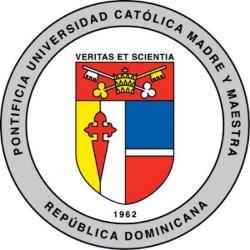 PONTIFICIA UNIVERSIDAD CATÓLICA MADRE Y MAESTRA
VERITAS ET SCIENTIA
1962
REPÚBLICA DOMINICANA